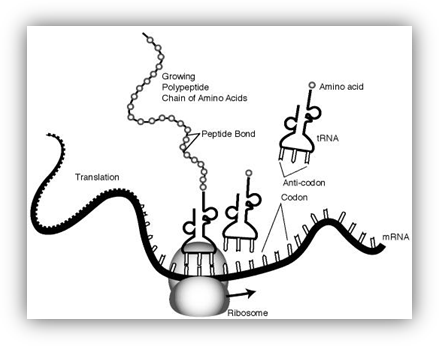 Growing
Polypeptide
Chain of Amino Acids
Amino acid
Peptide Bond
tRNA
Translation
Anti-codon
Codon
mRNA
Ribosome